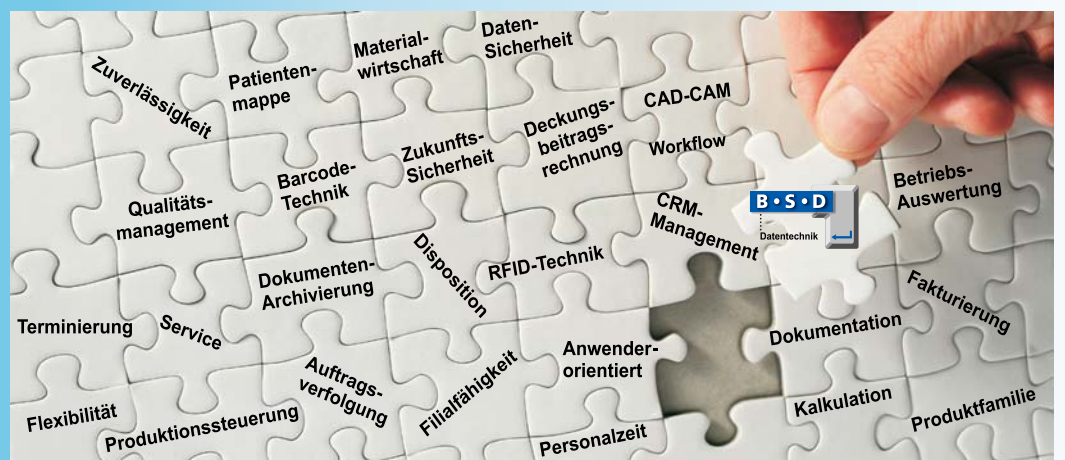 Daten-
Sicherheit
Material-
wirtschaft
Zuverlässigkeit
Patienten-
mappe
CAD-CAM
Deckungs-
beitrags-
rechnung
Zukunfts-
Sicherheit
Workflow
Barcode-
Technik
Betriebs-
Auswertung
B•S•D
Datentechnik
Qualitäts-
management
CRM-
Management
Disposition
RFID-Technik
Dokumenten-
Archivierung
Fakturierung
Terminierung
Service
Dokumentation
Anwender-
orientiert
Auftrags-
verfolgung
Filialfähigkeit
Flexibilität
Produktionssteuerung
Kalkulation
Produktfamilie
Personalzeit